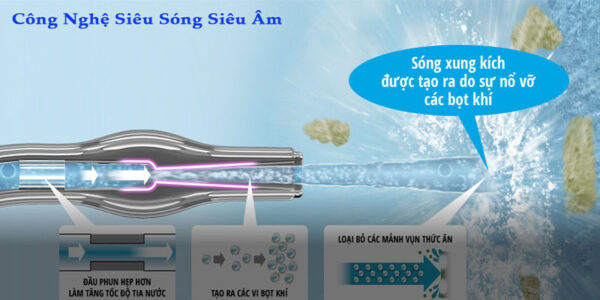 Công Nghệ Siêu Sóng Siêu Âm
Sóng xung kích
được tạo ra do sự nổ vỡ
các bọt khí
ĐẦU PHUN HẸP HƠN
LÀM TĂNG TỐC ĐỘ TIA NƯỚC
TẠO RA CÁC VI BỌT KHÍ
LOẠI BỎ CÁC MẢNH VỤN THỨC ĂN